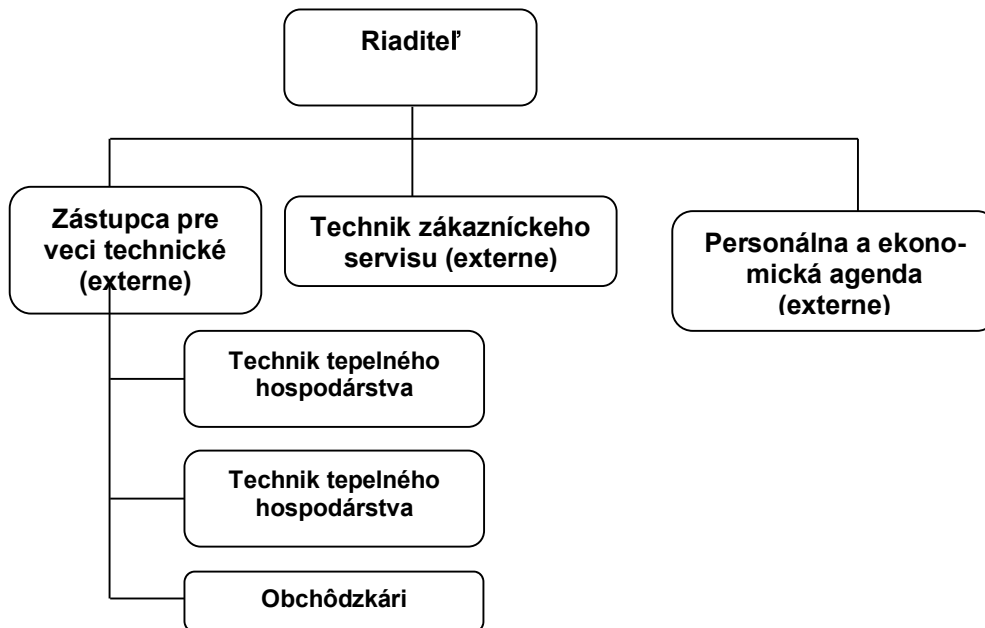 Riaditeľ
Zástupca pre
veci technické
(externe)
Technik zákazníckeho
servisu (externe)
Personálna a ekono-
mická agenda
(externe)
Technik tepelného
hospodárstva
Technik tepelného
hospodárstva
Obchôdzkári